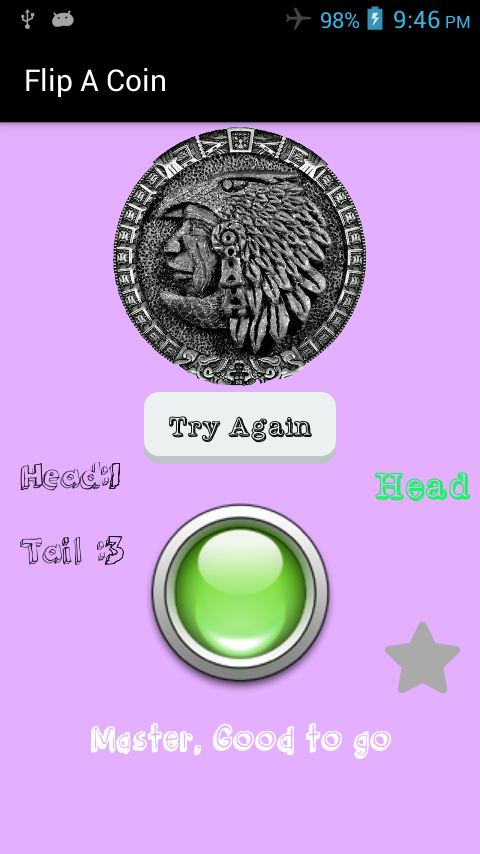 98% 9:46 PM
Flip A Coin
Try Again
Head:1
Head
Tail :3
Master, Good to go